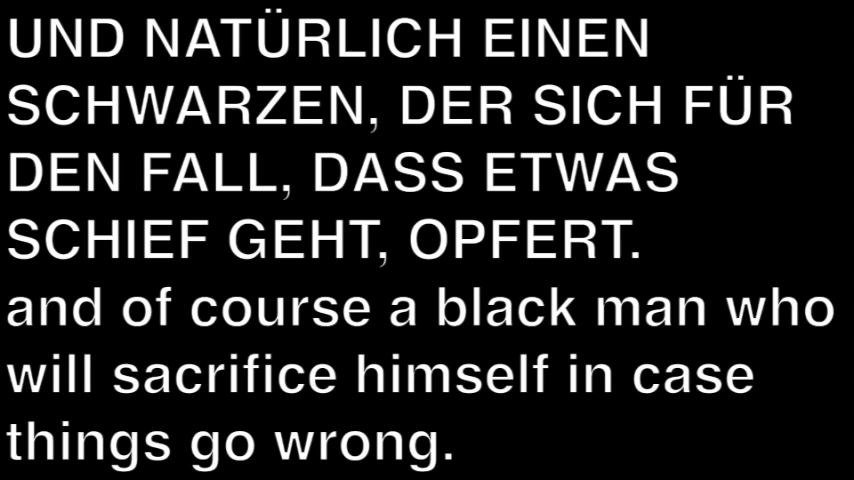 UND NATÜRLICH EINEN
SCHWARZEN, DER SICH FÜR
DEN FALL, DASS ETWAS
SCHIEF GEHT, OPFERT.
and of course a black man who
will sacrifice himself in case
things go wrong.